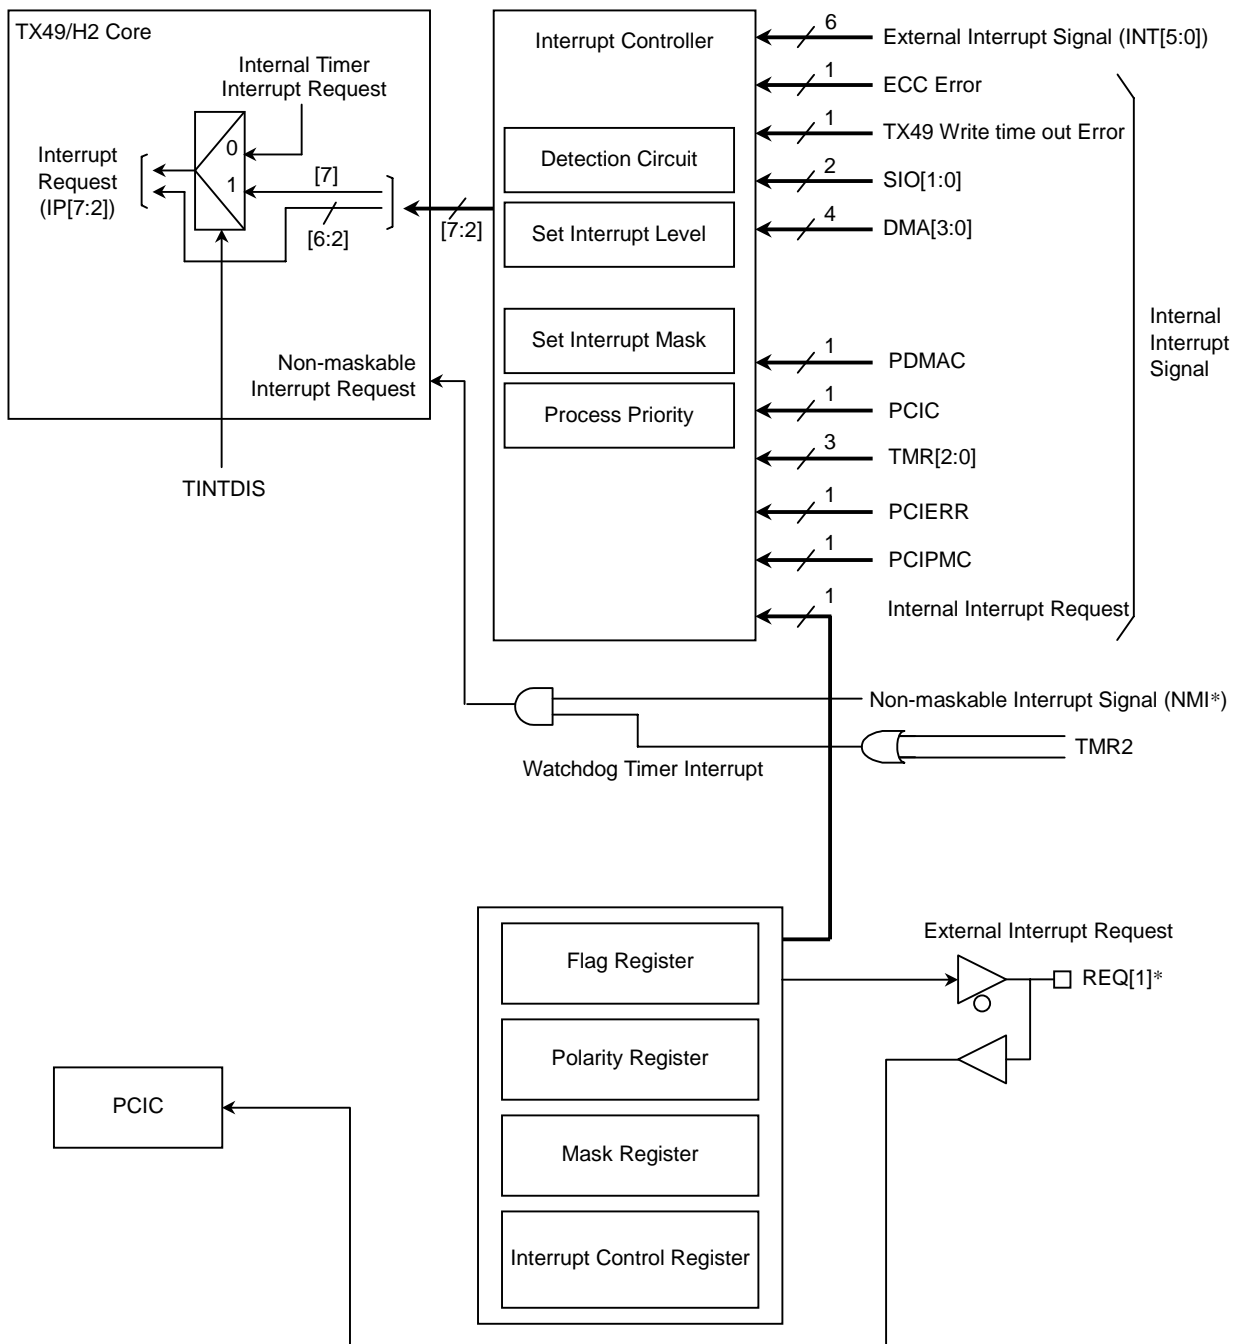 TX49/H2 Core
Internal Timer
Interrupt Request
0
1
Interrupt
Request
(IP[7:2])
[7]
[6:2]
[7:2]
Non-maskable
Interrupt Request
TINTDIS
Interrupt Controller
Detection Circuit
Set Interrupt Level
Set Interrupt Mask
Process Priority
6
External Interrupt Signal (INT[5:0])
1
ECC Error
1
TX49 Write time out Error
2
SIO[1:0]
4
DMA[3:0]
1
PDMAC
1
PCIC
3
TMR[2:0]
1
PCIERR
1
PCIPMC
1
Internal Interrupt Request
Internal
Interrupt
Signal
Non-maskable Interrupt Signal (NMI*)
TMR2
Watchdog Timer Interrupt
Flag Register
Polarity Register
Mask Register
Interrupt Control Register
External Interrupt Request
REQ[1]*
PCIC